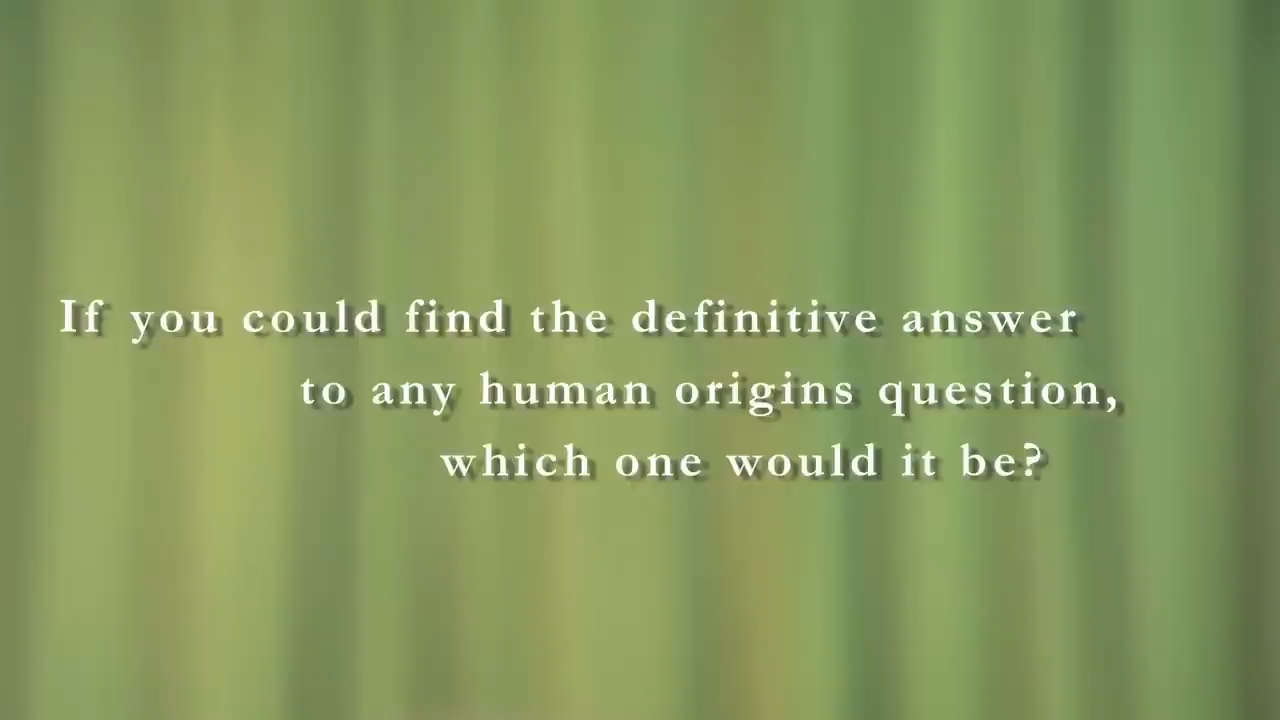 If you could find the definitive answer
to any human origins question,
which one would it be?